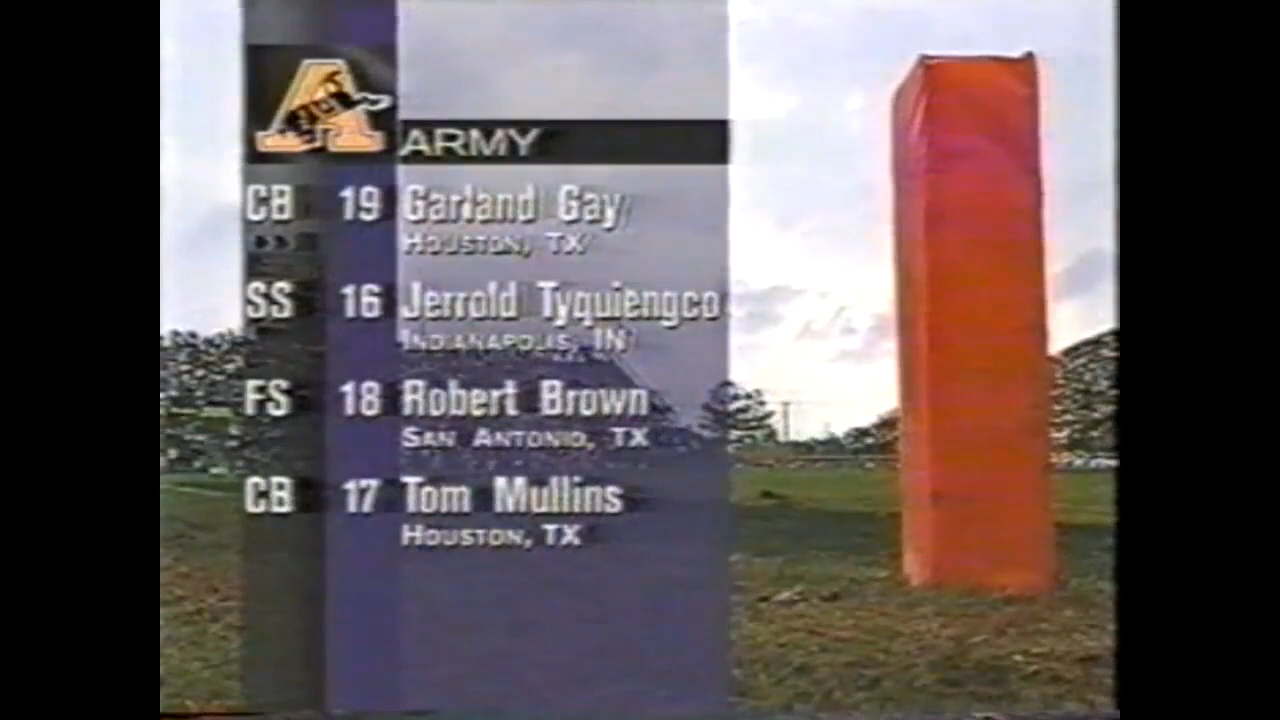 ARMY
CB 19 Garland Gay
HOUSTON, TX
SS 16 Jerrold Tyquiengco
INDIANAPOLIS, IN
FS 18 Robert Brown
SAN ANTONIO, TX
CB 17 Tom Mullins
HOUSTON, TX